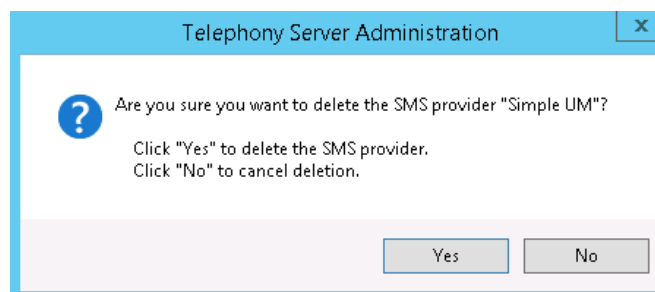 Telephony Server Administration
x
Are you sure you want to delete the SMS provider "Simple UM"?
Click "Yes" to delete the SMS provider.
Click "No" to cancel deletion.
Yes
No